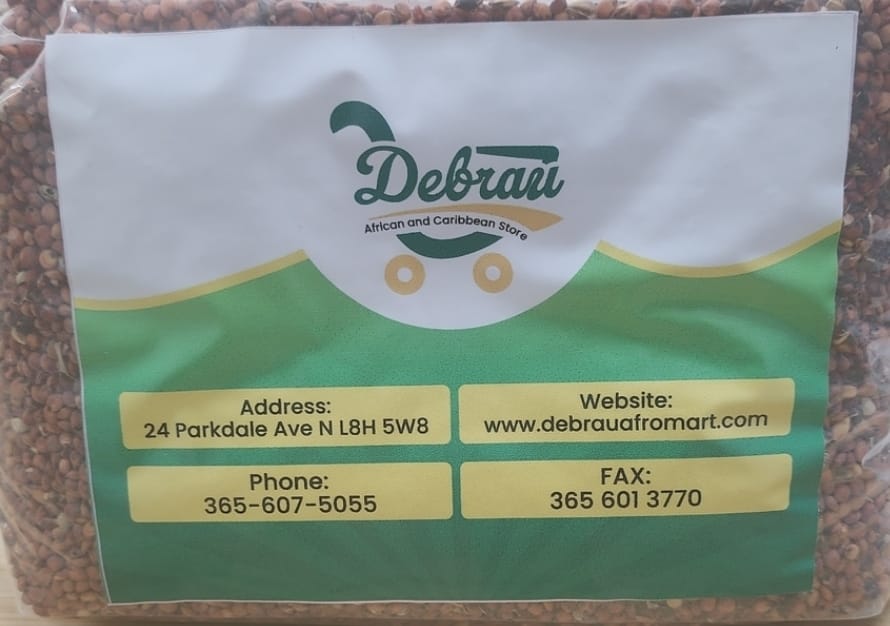 Debrau
African and Caribbean Store
Address:
24 Parkdale Ave N L8H 5W8
Website:
www.debrauafromart.com
Phone:
365-607-5055
FAX:
365 601 3770